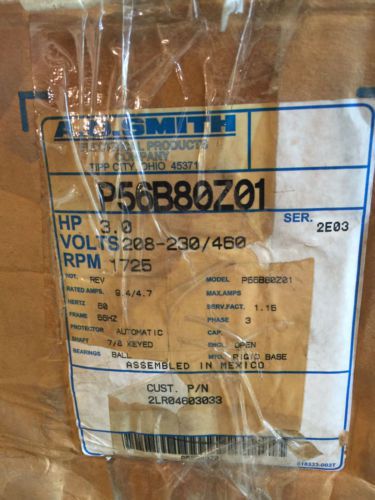 A.O. SMITH
ELECTRICAL PRODUCTS
COMPANY
TIPP CITY, OHIO 45371
P56B80Z01
HP 3.0 SER. 2E03
VOLTS 208-230/460
RPM 1725
ROT. REV MODEL P56B80Z01
RATED AMPS. 9.4/4.7 MAX.AMPS
HERTZ 60 SERV.FACT. 1.15
FRAME 56HZ PHASE 3
PROTECTOR AUTOMATIC CAP.
SHAFT 7/8 KEYED ENCL OPEN
BEARINGS BALL MTG. RIGID BASE
ASSEMBLED IN MEXICO
CUST. P/N
2LR04603033